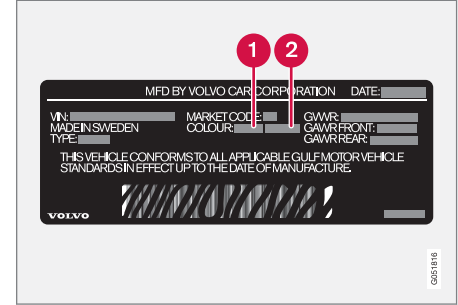 1 2
MFD BY VOLVO CAR CORPORATION DATE:
VIN: MARKET CODE: GVWR:
MADE IN SWEDEN COLOUR: GAWR FRONT:
TYPE: GAWR REAR:
THIS VEHICLE CONFORMS TO ALL APPLICABLE GULF MOTOR VEHICLE
STANDARDS IN EFFECT UP TO THE DATE OF MANUFACTURE.
VOLVO
G051816